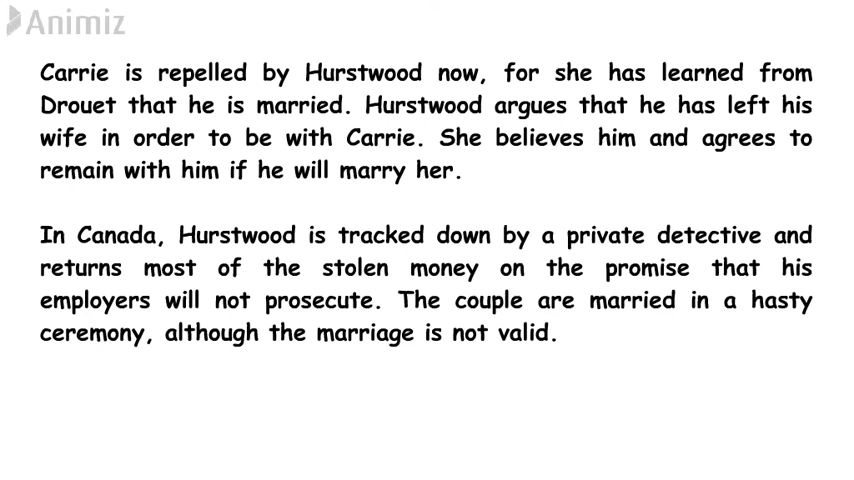 Animiz
Carrie is repelled by Hurstwood now, for she has learned from
Drouet that he is married. Hurstwood argues that he has left his
wife in order to be with Carrie. She believes him and agrees to
remain with him if he will marry her.
In Canada, Hurstwood is tracked down by a private detective and
returns most of the stolen money on the promise that his
employers will not prosecute. The couple are married in a hasty
ceremony, although the marriage is not valid.